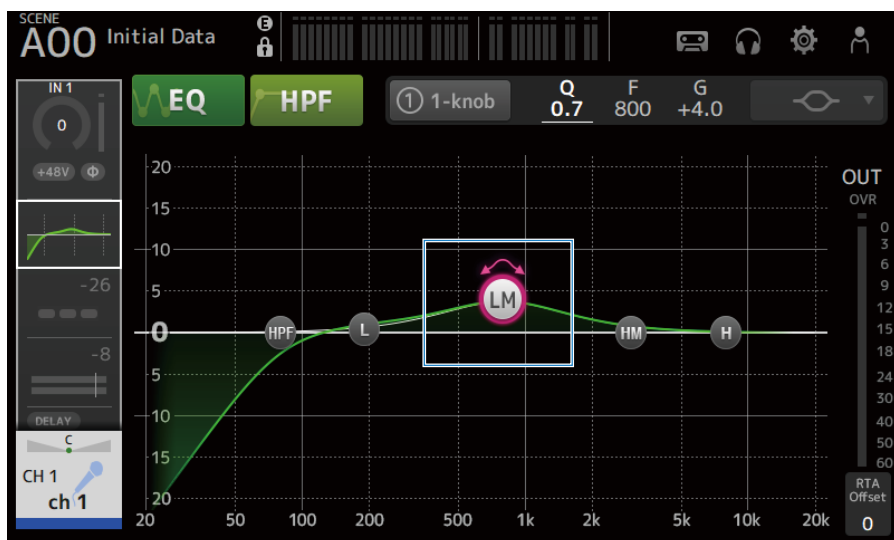 SCENE
A00 Initial Data
E
IN 1
0
+48V Φ
-26
-8
DELAY
C
CH 1
ch 1
EQ
HPF
1 1-knob
Q
0.7
F
800
G
+4.0
20
15
10
5
0
5
10
15
20
HPF
L
LM
HM
H
20 50 100 200 500 1k 2k 5k 10k 20k
OUT
OVR
0
3
6
9
12
15
18
24
30
40
50
60
RTA
Offset
0